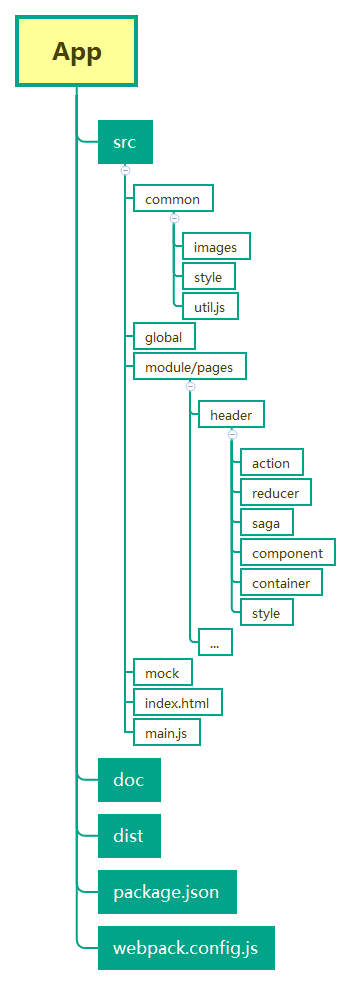 App
src
common
images
style
util.js
global
module/pages
header
action
reducer
saga
component
container
style
...
mock
index.html
main.js
doc
dist
package.json
webpack.config.js